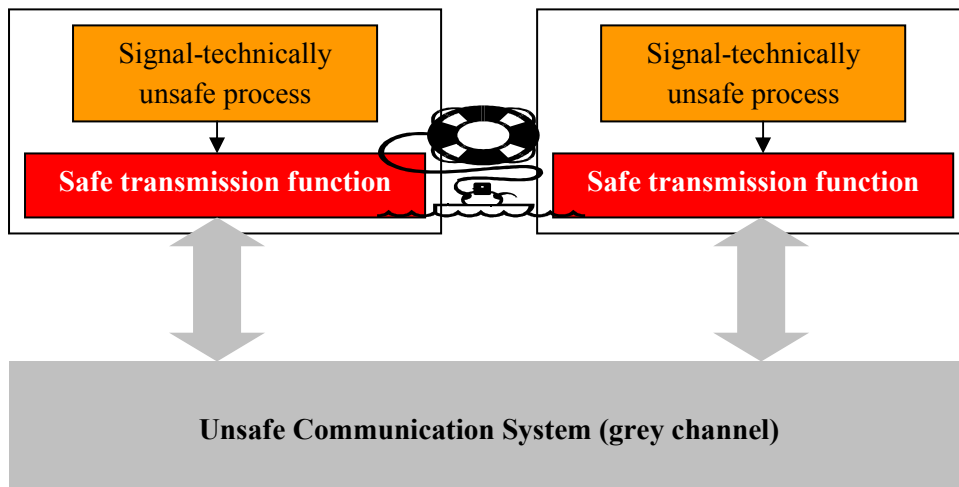 Signal-technically
unsafe process
Signal-technically
unsafe process
Safe transmission function
Safe transmission function
Unsafe Communication System (grey channel)